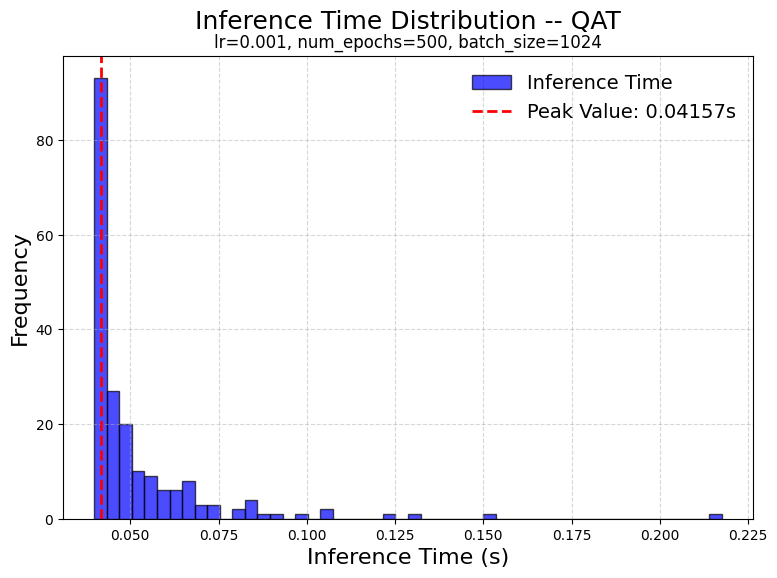 Inference Time Distribution -- QAT
lr=0.001, num_epochs=500, batch_size=1024
Inference Time
Peak Value: 0.04157s
Frequency
80
60
40
20
0
0.050
0.075
0.100
0.125
0.150
0.175
0.200
0.225
Inference Time (s)